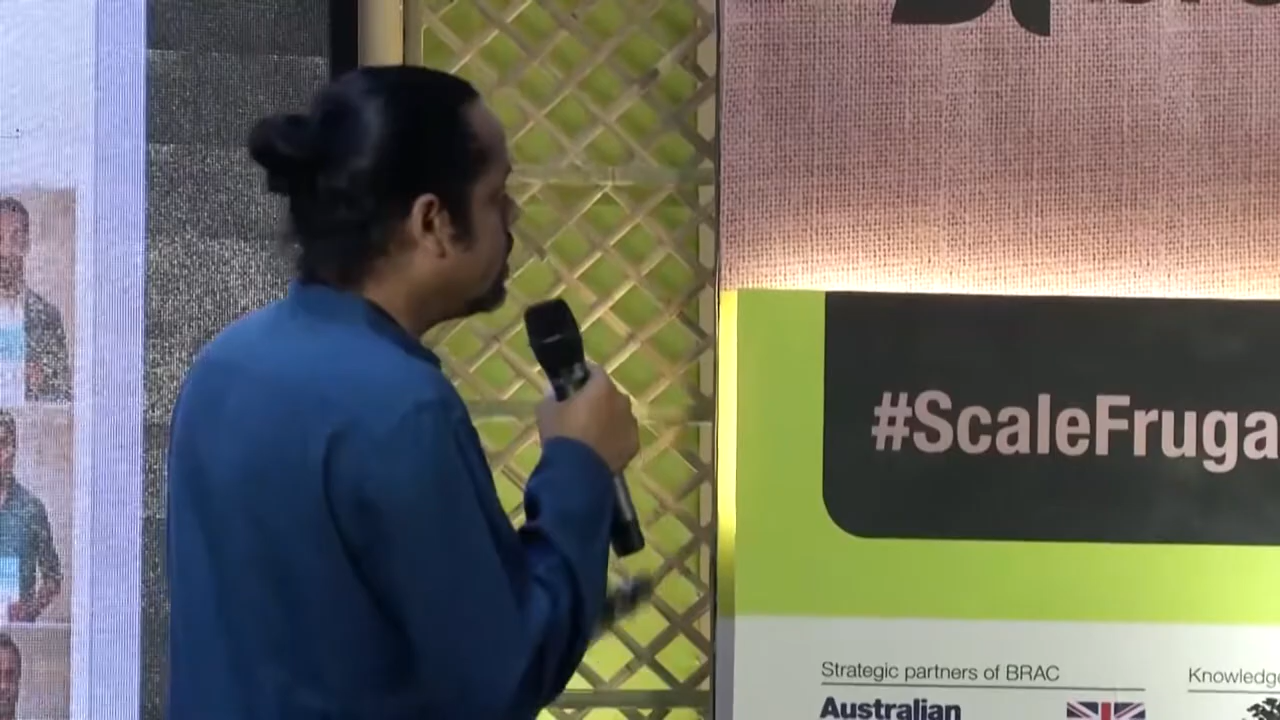 #ScaleFruga
Strategic partners of BRAC
Knowledge
Australian